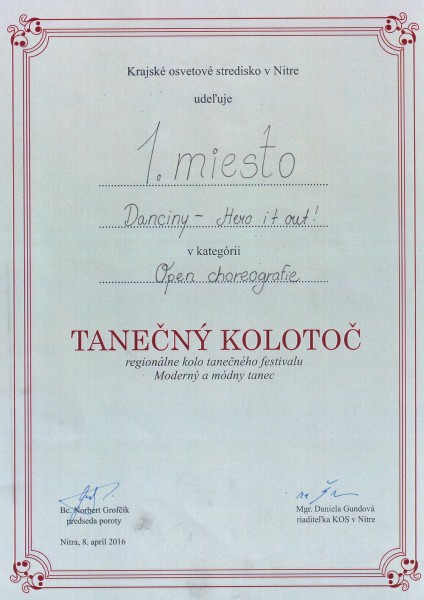 Krajské osvetové stredisko v Nitre
udeľuje
1. miesto
Danciny - Hero it out!
v kategórii
Open choreografie
TANEČNÝ KOLOTOČ
regionálne kolo tanečného festivalu
Moderný a módny tanec
Bc. Norbert Grofčík
predseda poroty
Mgr. Daniela Gundová
riaditeľka KOS v Nitre
Nitra, 8. apríl 2016